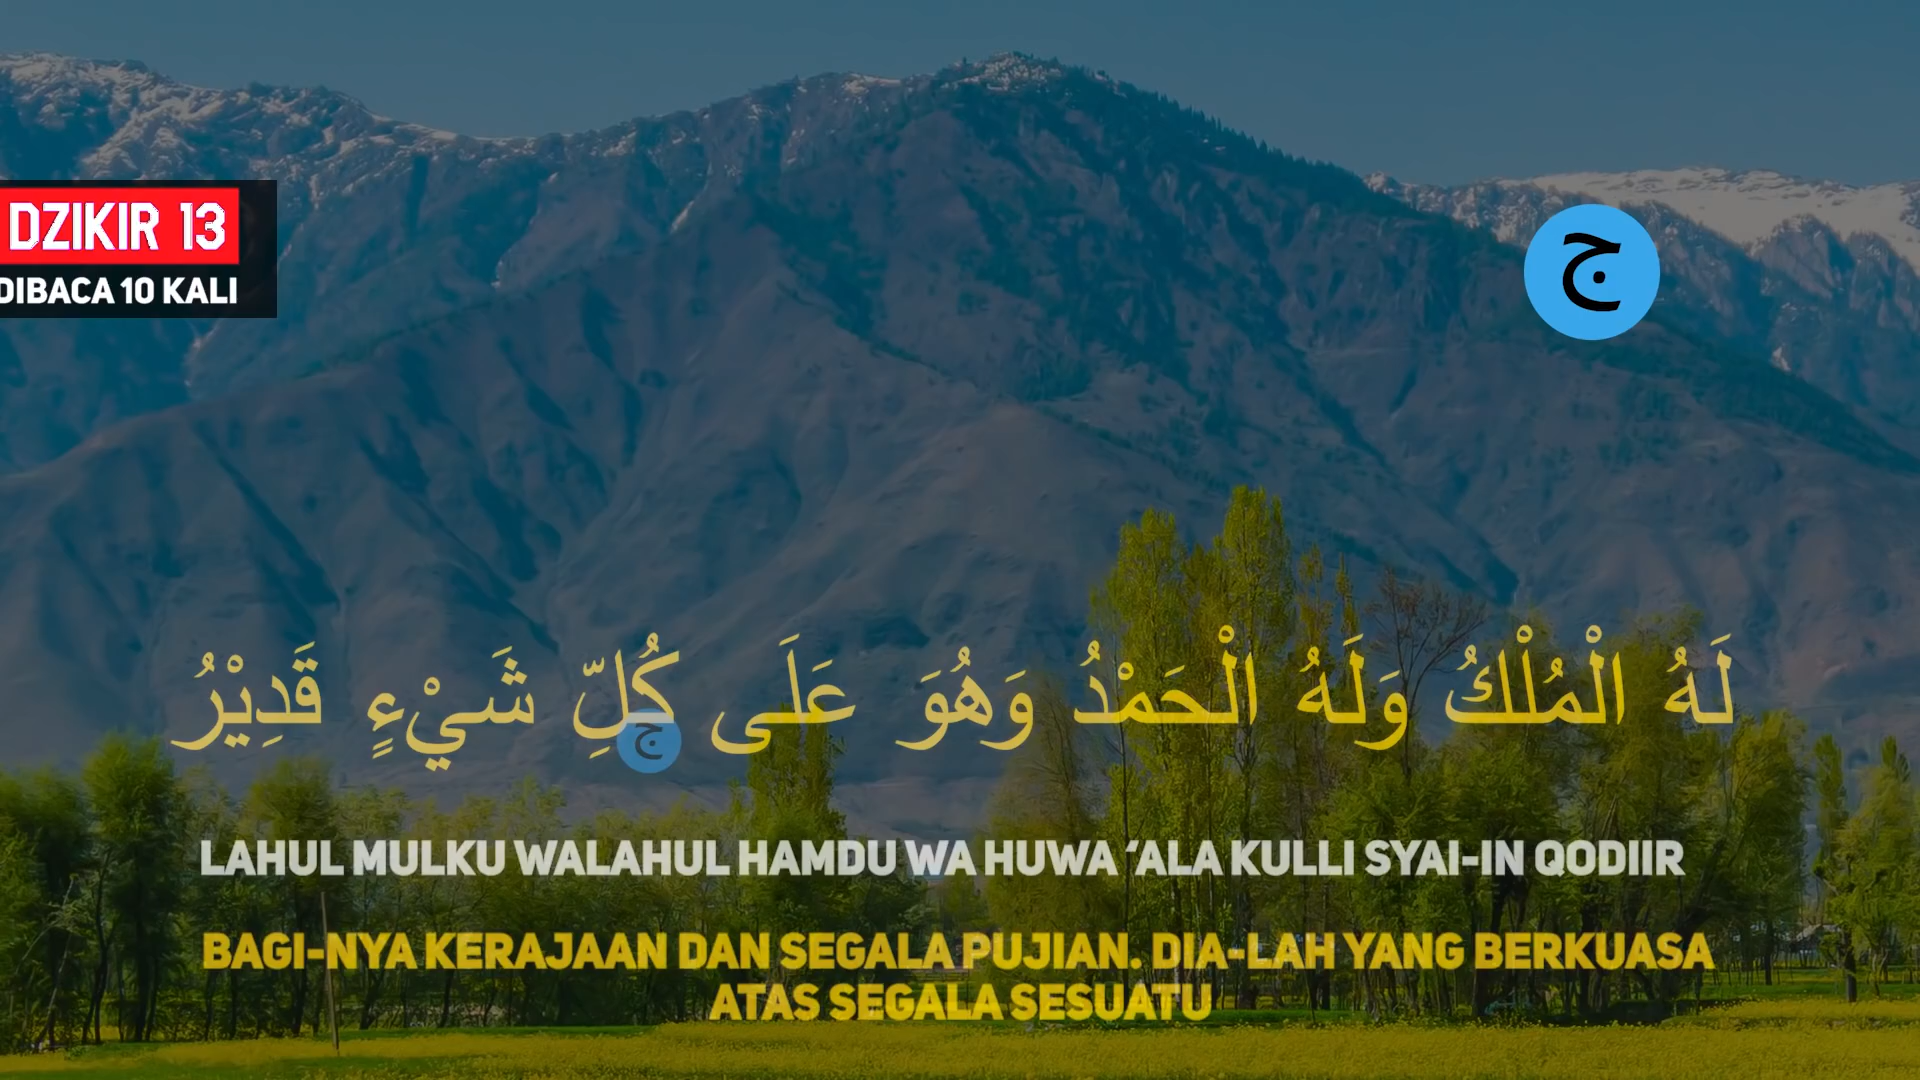 DZIKIR 13
DIBACA 10 KALI
ج
لَهُ الْمُلْكُ وَلَهُ الْحَمْدُ وَهُوَ عَلَى كُلِّ شَيْءٍ قَدِيْرُ
ج
LAHUL MULKU WALAHUL HAMDU WA HUWA ‘ALA KULLI SYAI-IN QODIIR
BAGI-NYA KERAJAAN DAN SEGALA PUJIAN. DIA-LAH YANG BERKUASA
ATAS SEGALA SESUATU